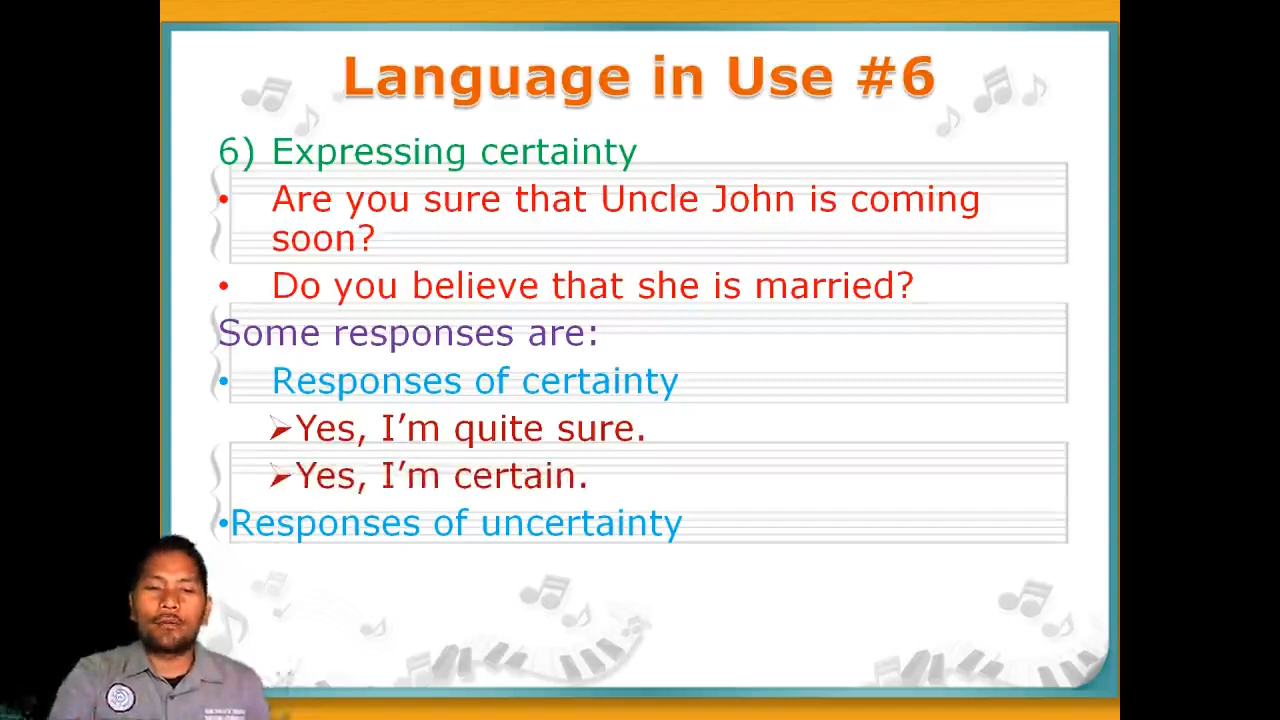 Language in Use #6
6) Expressing certainty
• Are you sure that Uncle John is coming
soon?
• Do you believe that she is married?
Some responses are:
• Responses of certainty
➢Yes, I’m quite sure.
➢Yes, I’m certain.
•Responses of uncertainty